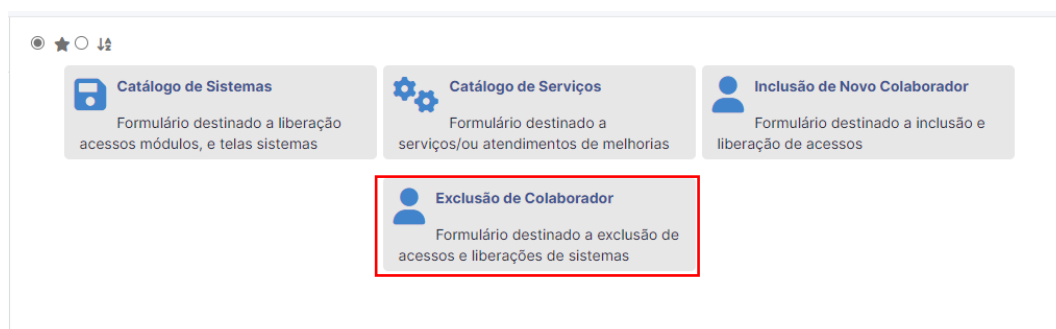 Catálogo de Sistemas
Formulário destinado a liberação
acessos módulos, e telas sistemas
Catálogo de Serviços
Formulário destinado a
serviços/ou atendimentos de melhorias
Inclusão de Novo Colaborador
Formulário destinado a inclusão e
liberação de acessos
Exclusão de Colaborador
Formulário destinado a exclusão de
acessos e liberações de sistemas